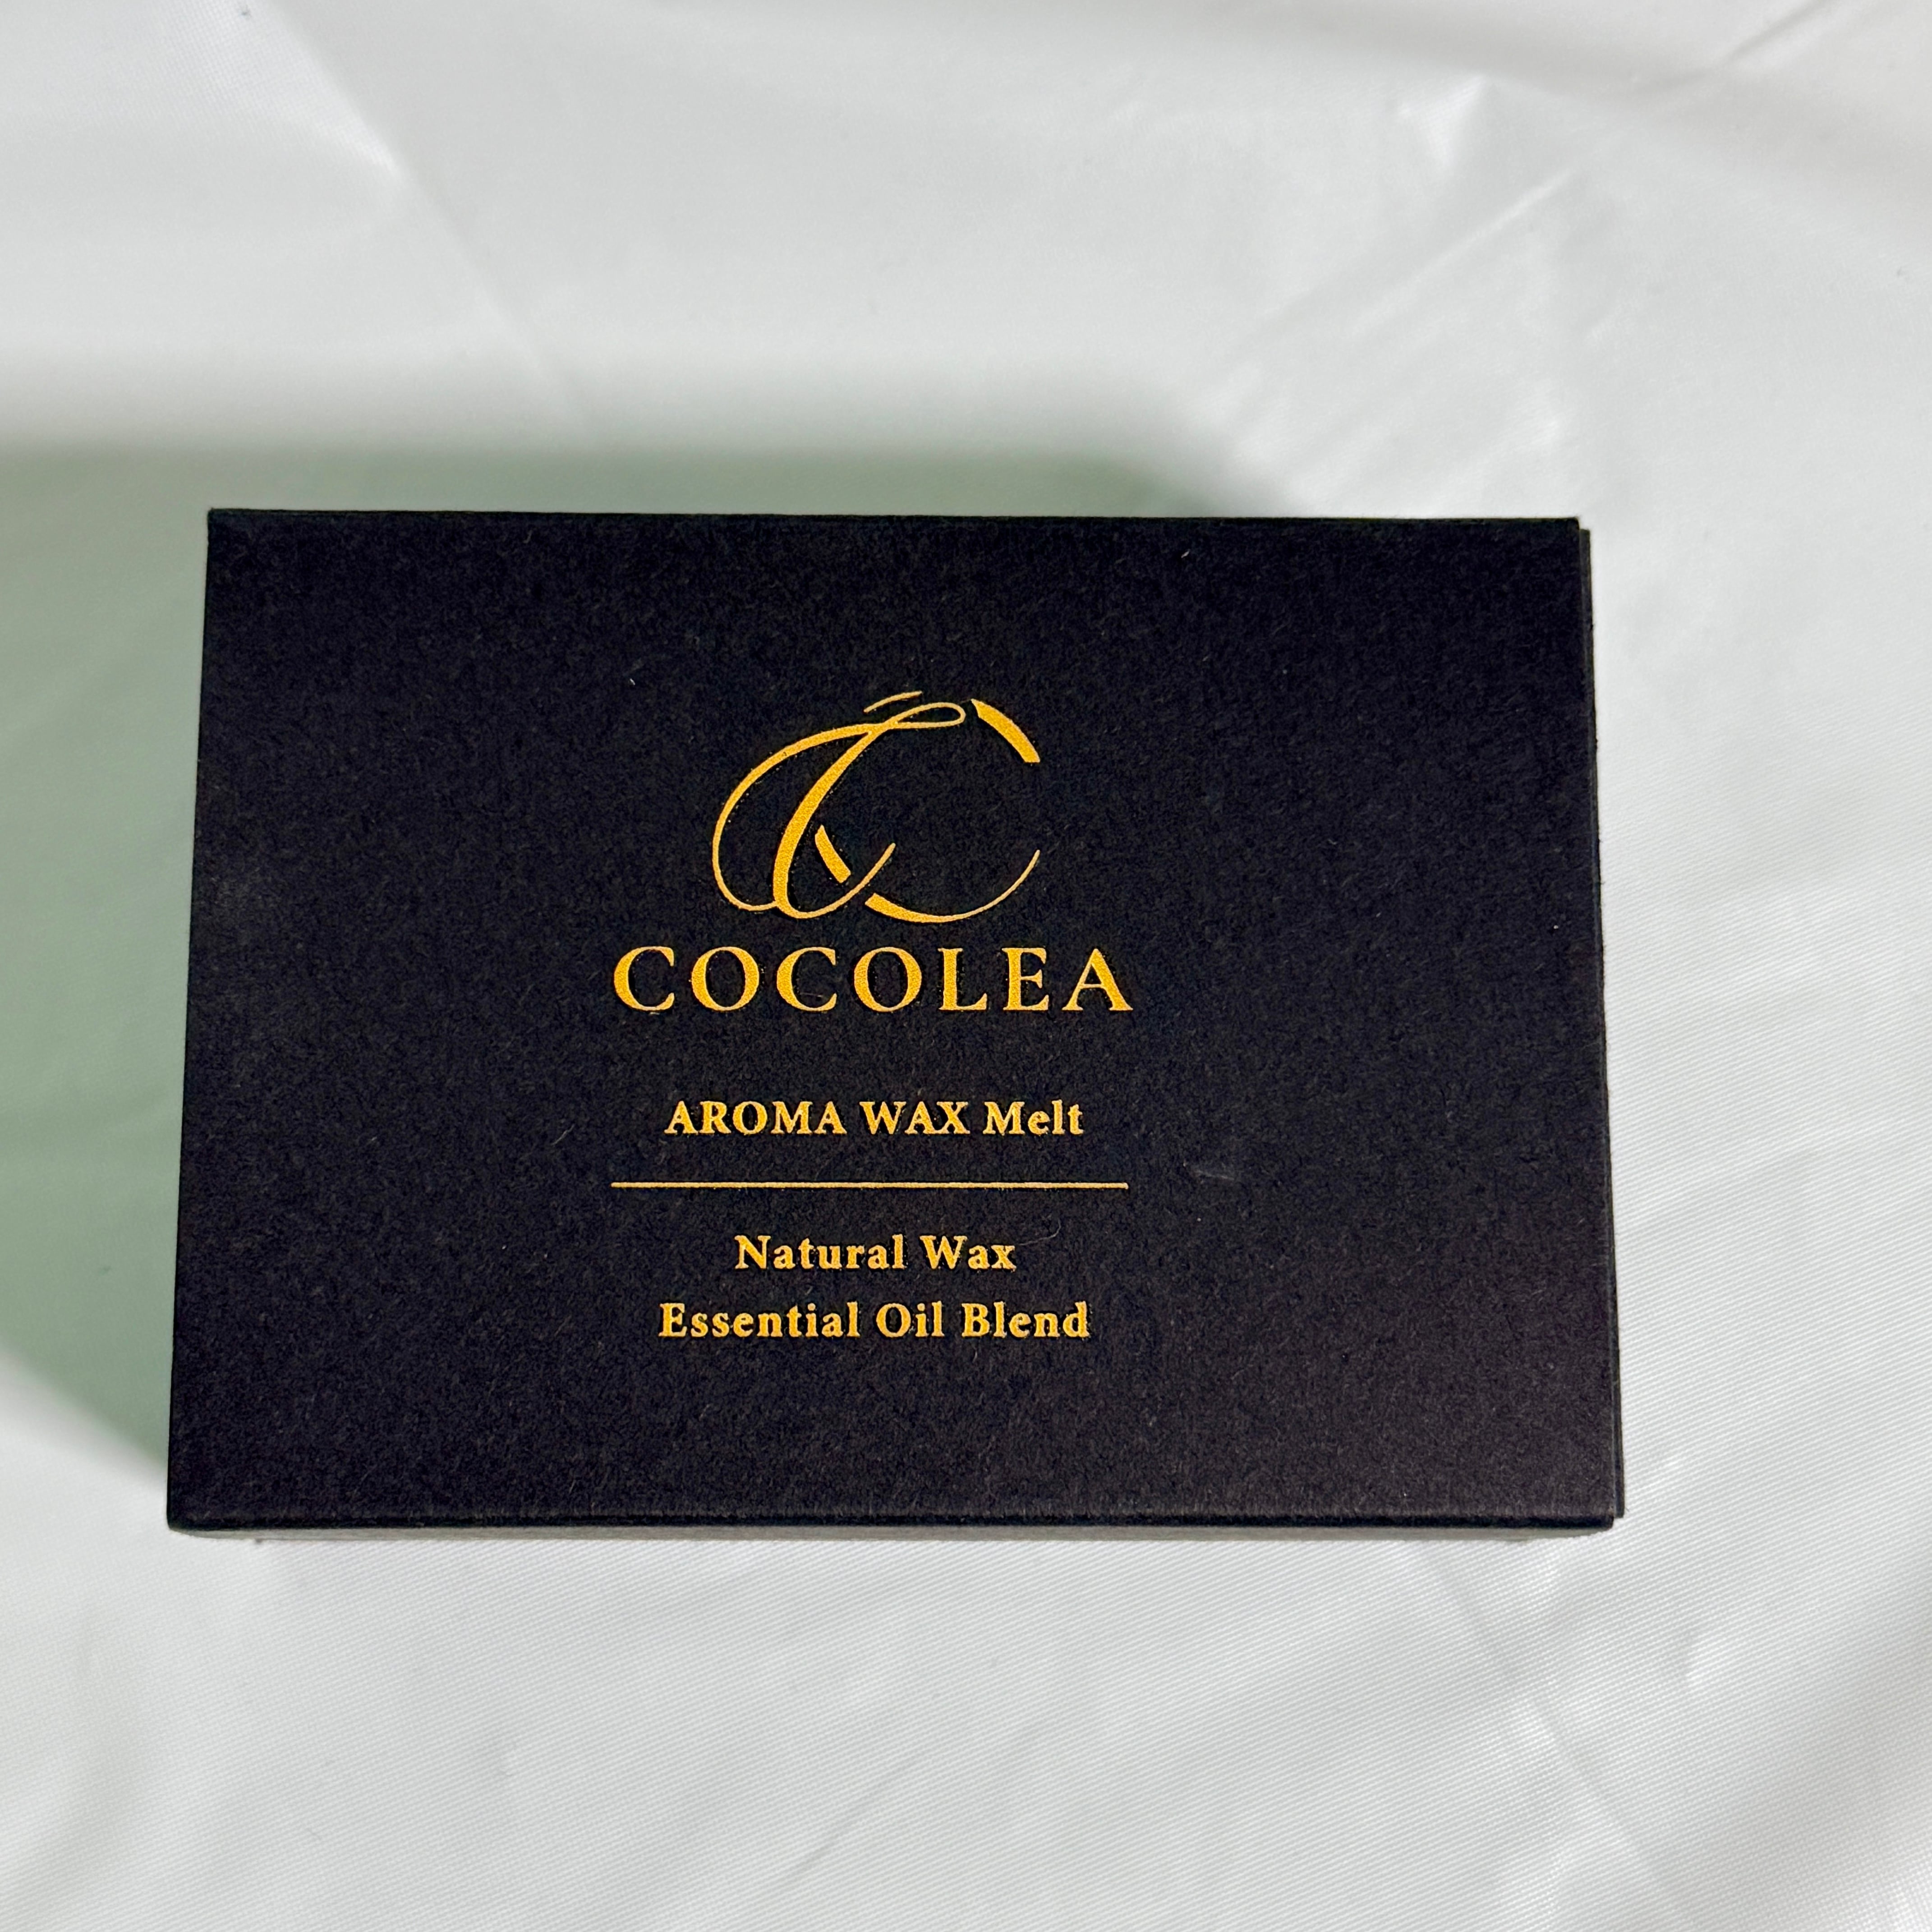 COCOLEA
AROMA WAX Melt
Natural Wax
Essential Oil Blend